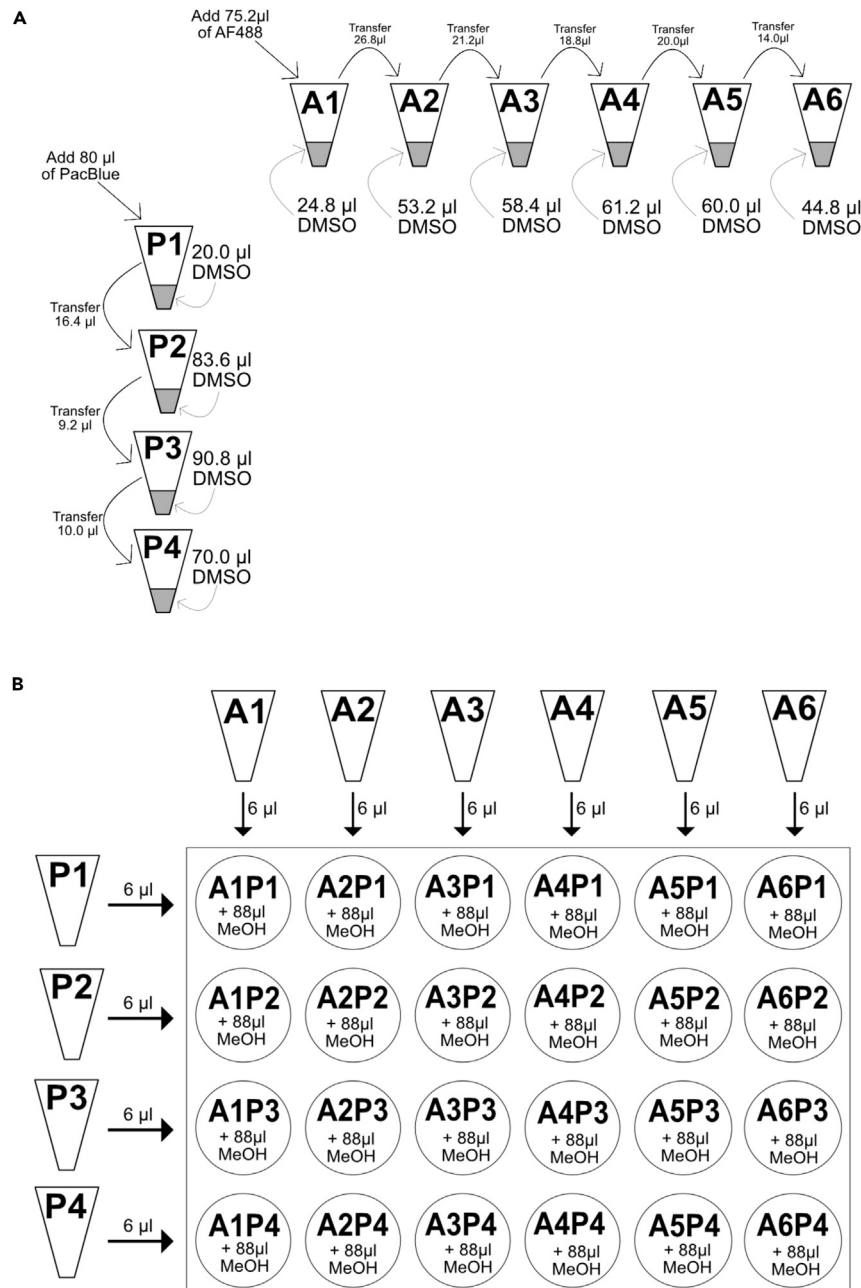 A
Add 75.2µl
of AF488
Transfer
26.8µl
Transfer
21.2µl
Transfer
18.8µl
Transfer
20.0µl
Transfer
14.0µl
A1
A2
A3
A4
A5
A6
24.8 µl
DMSO
53.2 µl
DMSO
58.4 µl
DMSO
61.2 µl
DMSO
60.0 µl
DMSO
44.8 µl
DMSO
Add 80 µl
of PacBlue
P1
20.0 µl
DMSO
Transfer
16.4 µl
P2
83.6 µl
DMSO
Transfer
9.2 µl
P3
90.8 µl
DMSO
Transfer
10.0 µl
P4
70.0 µl
DMSO
B
A1
A2
A3
A4
A5
A6
6 µl
6 µl
6 µl
6 µl
6 µl
6 µl
P1
6 µl
A1P1
+ 88µl
MeOH
A2P1
+ 88µl
MeOH
A3P1
+ 88µl
MeOH
A4P1
+ 88µl
MeOH
A5P1
+ 88µl
MeOH
A6P1
+ 88µl
MeOH
P2
6 µl
A1P2
+ 88µl
MeOH
A2P2
+ 88µl
MeOH
A3P2
+ 88µl
MeOH
A4P2
+ 88µl
MeOH
A5P2
+ 88µl
MeOH
A6P2
+ 88µl
MeOH
P3
6 µl
A1P3
+ 88µl
MeOH
A2P3
+ 88µl
MeOH
A3P3
+ 88µl
MeOH
A4P3
+ 88µl
MeOH
A5P3
+ 88µl
MeOH
A6P3
+ 88µl
MeOH
P4
6 µl
A1P4
+ 88µl
MeOH
A2P4
+ 88µl
MeOH
A3P4
+ 88µl
MeOH
A4P4
+ 88µl
MeOH
A5P4
+ 88µl
MeOH
A6P4
+ 88µl
MeOH